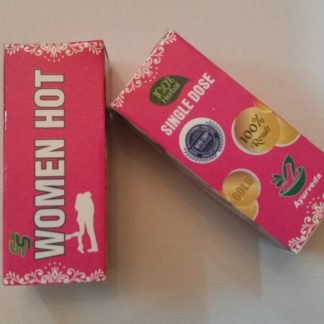 WOMEN HOT
100%
Herbal
SINGLE DOSE
100%
Result
GOLD
Ayurveda